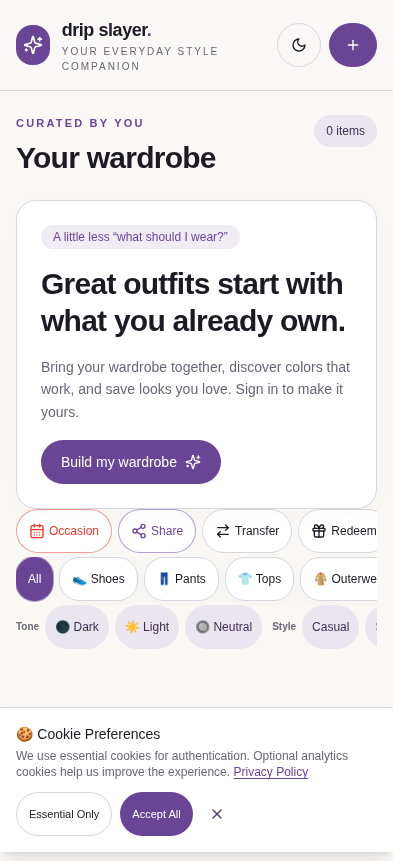 drip slayer.
YOUR EVERYDAY STYLE
COMPANION
CURATED BY YOU
0 items
Your wardrobe
A little less “what should I wear?”
Great outfits start with
what you already own.
Bring your wardrobe together, discover colors that
work, and save looks you love. Sign in to make it
yours.
Build my wardrobe
Occasion Share Transfer Redeem
All Shoes Pants Tops Outerwe
Tone Dark Light Neutral Style Casual
🍪 Cookie Preferences
We use essential cookies for authentication. Optional analytics
cookies help us improve the experience. Privacy Policy
Essential Only Accept All